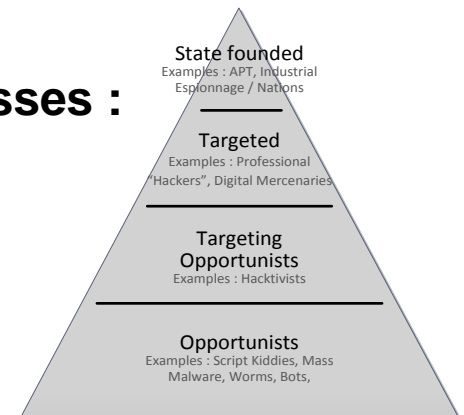 sses :
State founded
Examples : APT, Industrial
Espionnage / Nations
Targeted
Examples : Professional
"Hackers", Digital Mercenaries
Targeting
Opportunists
Examples : Hacktivists
Opportunists
Examples : Script Kiddies, Mass
Malware, Worms, Bots,